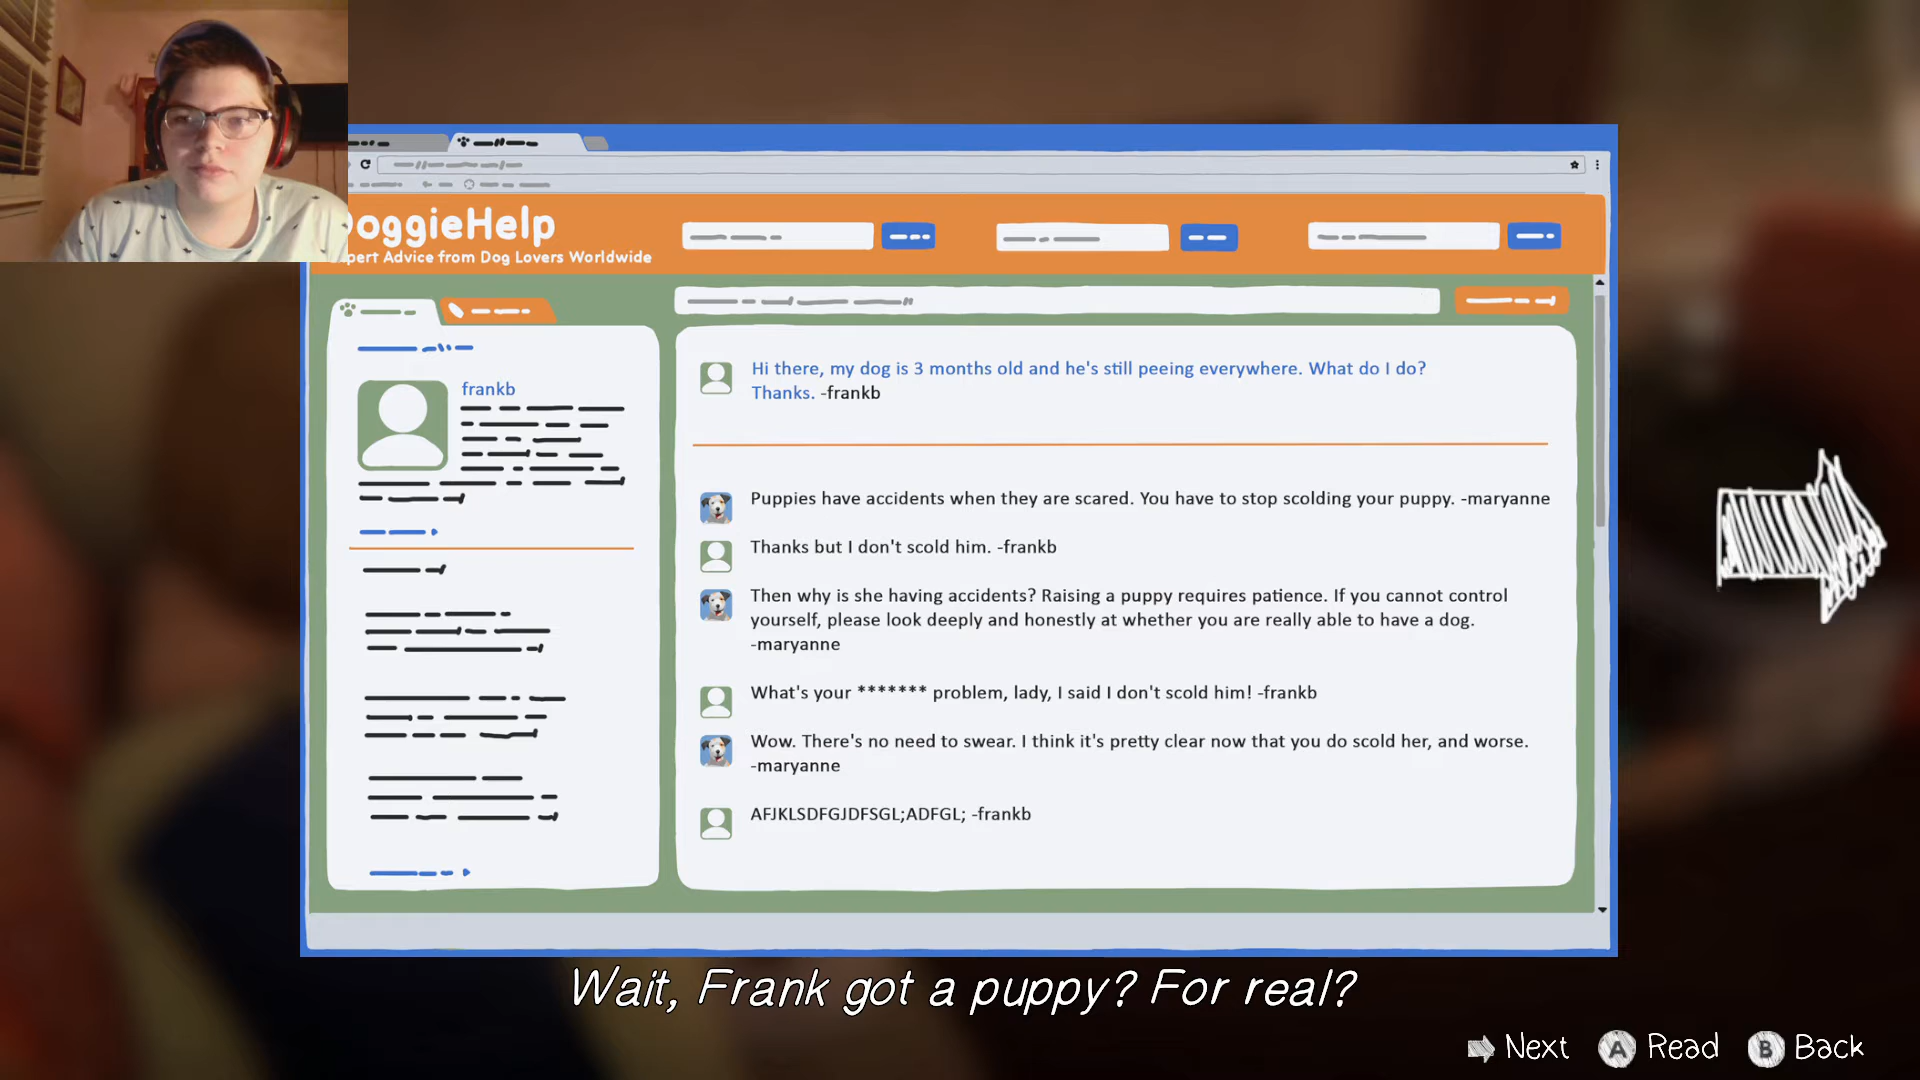 oggieHelp
pert Advice from Dog Lovers Worldwide
frankb
Hi there, my dog is 3 months old and he's still peeing everywhere. What do I do?
Thanks. -frankb
Puppies have accidents when they are scared. You have to stop scolding your puppy. -maryanne
Thanks but I don't scold him. -frankb
Then why is she having accidents? Raising a puppy requires patience. If you cannot control
yourself, please look deeply and honestly at whether you are really able to have a dog.
-maryanne
What's your ******* problem, lady, I said I don't scold him! -frankb
Wow. There's no need to swear. I think it's pretty clear now that you do scold her, and worse.
-maryanne
AFJKLSDFGJDFSGL;ADFGL; -frankb
Wait, Frank got a puppy? For real?
Next A Read B Back